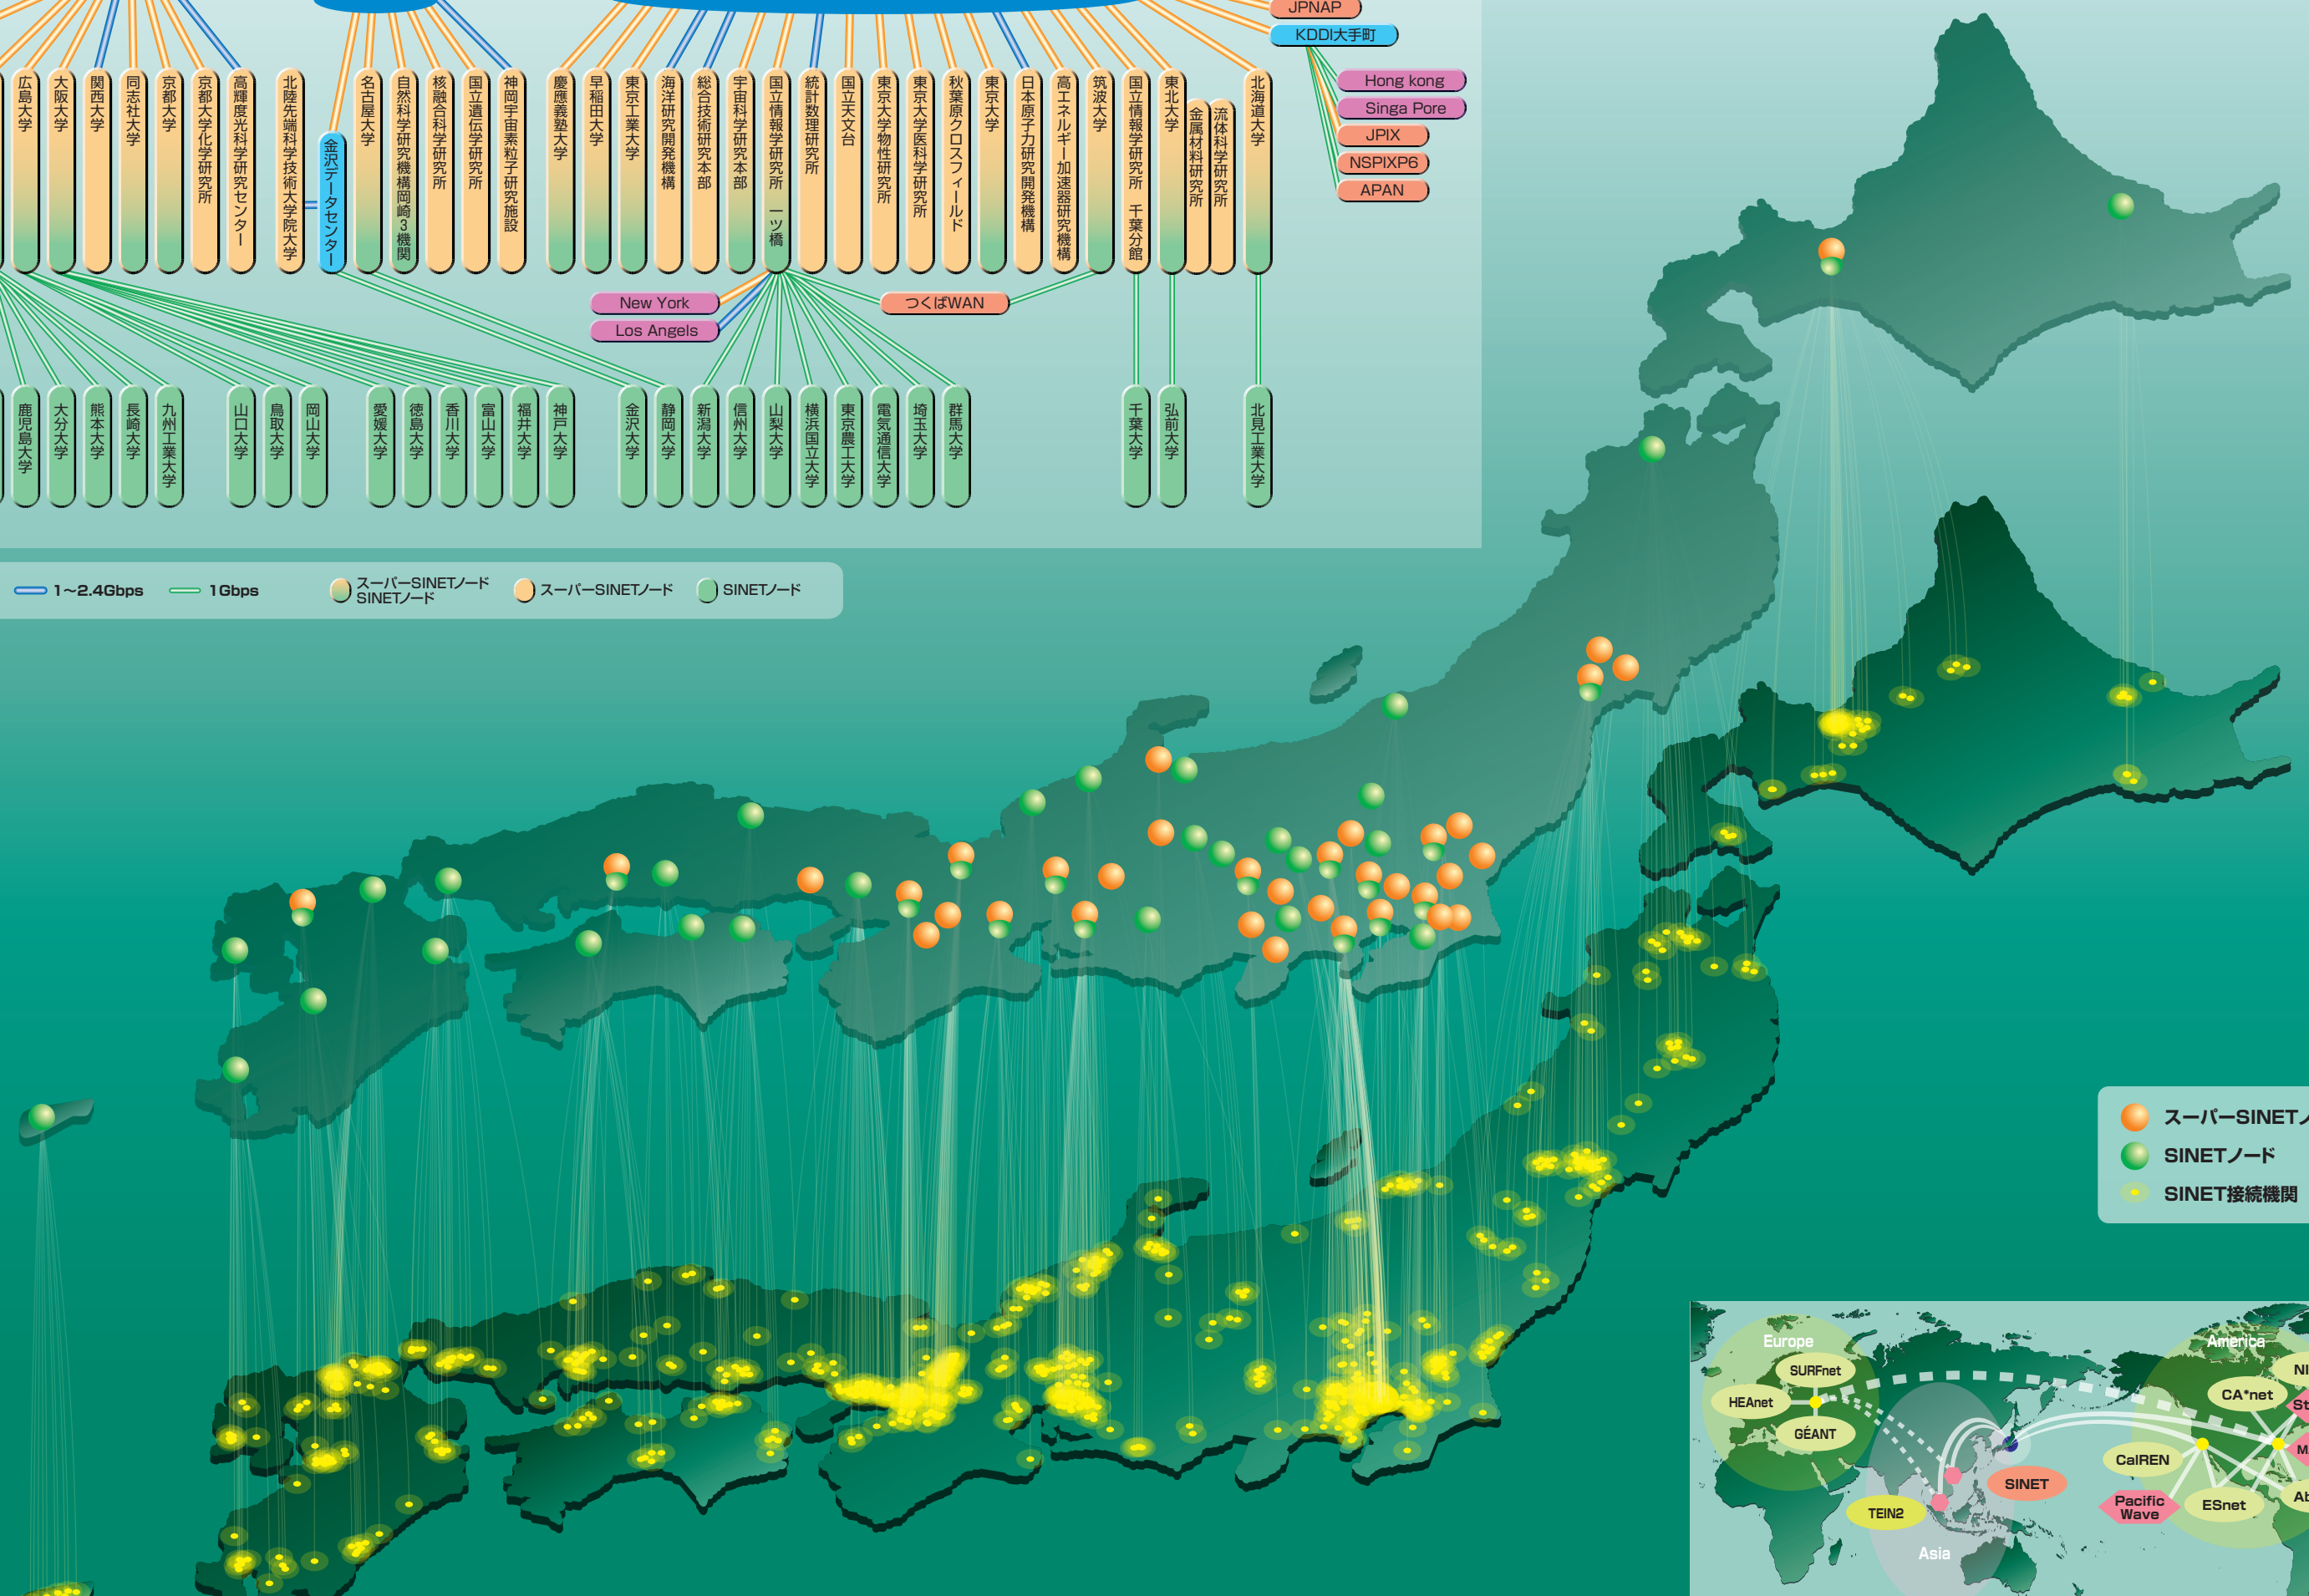 JPNAP
KDDI大手町
Hong kong
Singa Pore
JPIX
NSPIXP6
APAN
広島大学
大阪大学
関西大学
同志社大学
京都大学
京都大学化学研究所
高輝度光科学研究センター
北陸先端科学技術大学院大学
金沢データセンター
名古屋大学
自然科学研究機構岡崎3機関
核融合科学研究所
国立遺伝学研究所
神岡宇宙素粒子研究施設
慶應義塾大学
早稲田大学
東京工業大学
海洋研究開発機構
総合技術研究本部
宇宙科学研究本部
国立情報学研究所 一ツ橋
統計数理研究所
国立天文台
東京大学物性研究所
東京大学医科学研究所
秋葉原クロスフィールド
東京大学
日本原子力研究開発機構
高エネルギー加速器研究機構
筑波大学
国立情報学研究所 千葉分館
東北大学
金属材料研究所
流体科学研究所
北海道大学
New York
Los Angels
つくばWAN
鹿児島大学
大分大学
熊本大学
長崎大学
九州工業大学
山口大学
鳥取大学
岡山大学
愛媛大学
徳島大学
香川大学
富山大学
福井大学
神戸大学
金沢大学
静岡大学
新潟大学
信州大学
山梨大学
横浜国立大学
東京農工大学
電気通信大学
埼玉大学
群馬大学
千葉大学
弘前大学
北見工業大学
1～2.4Gbps
1Gbps
スーパーSINETノード
SINETノード
スーパーSINETノード
SINETノード
スーパーSINETノ
SINETノード
SINET接続機関
Europe
SURFnet
HEAnet
GÉANT
TEIN2
Asia
SINET
America
NI
CA*net
St
M
CalREN
Pacific
Wave
ESnet
Ab